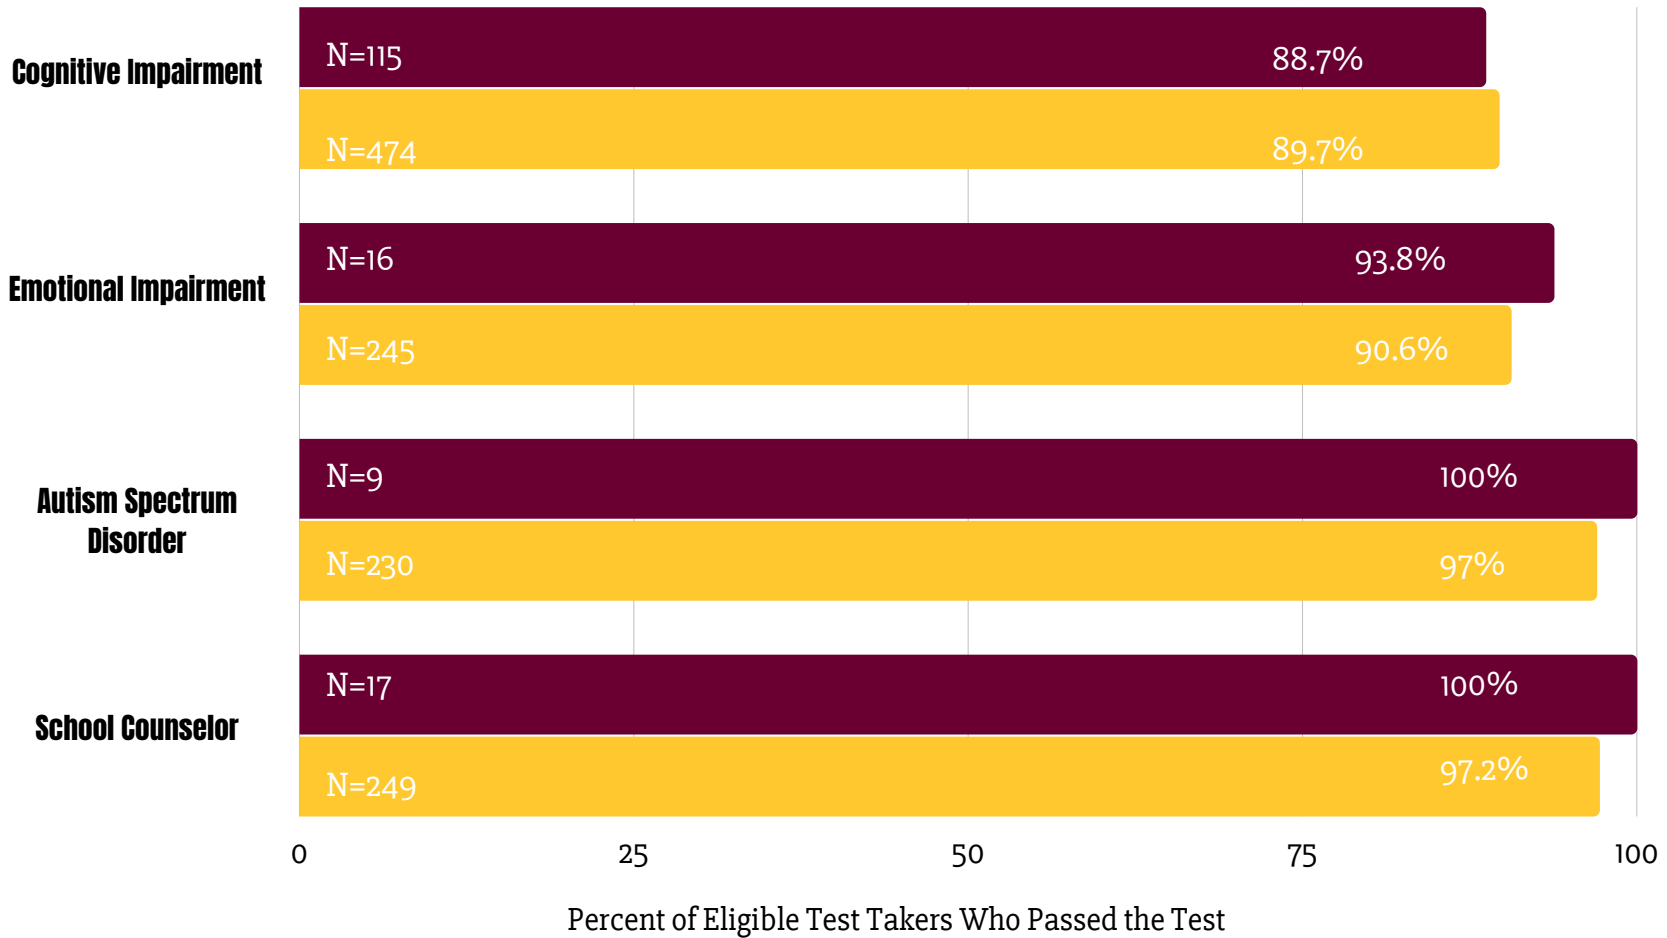 N=115 88.7%
Cognitive Impairment
N=474 89.7%
N=16 93.8%
Emotional Impairment
N=245 90.6%
N=9 100%
Autism Spectrum
Disorder
N=230 97%
N=17 100%
School Counselor
N=249 97.2%
0 25 50 75 100
Percent of Eligible Test Takers Who Passed the Test